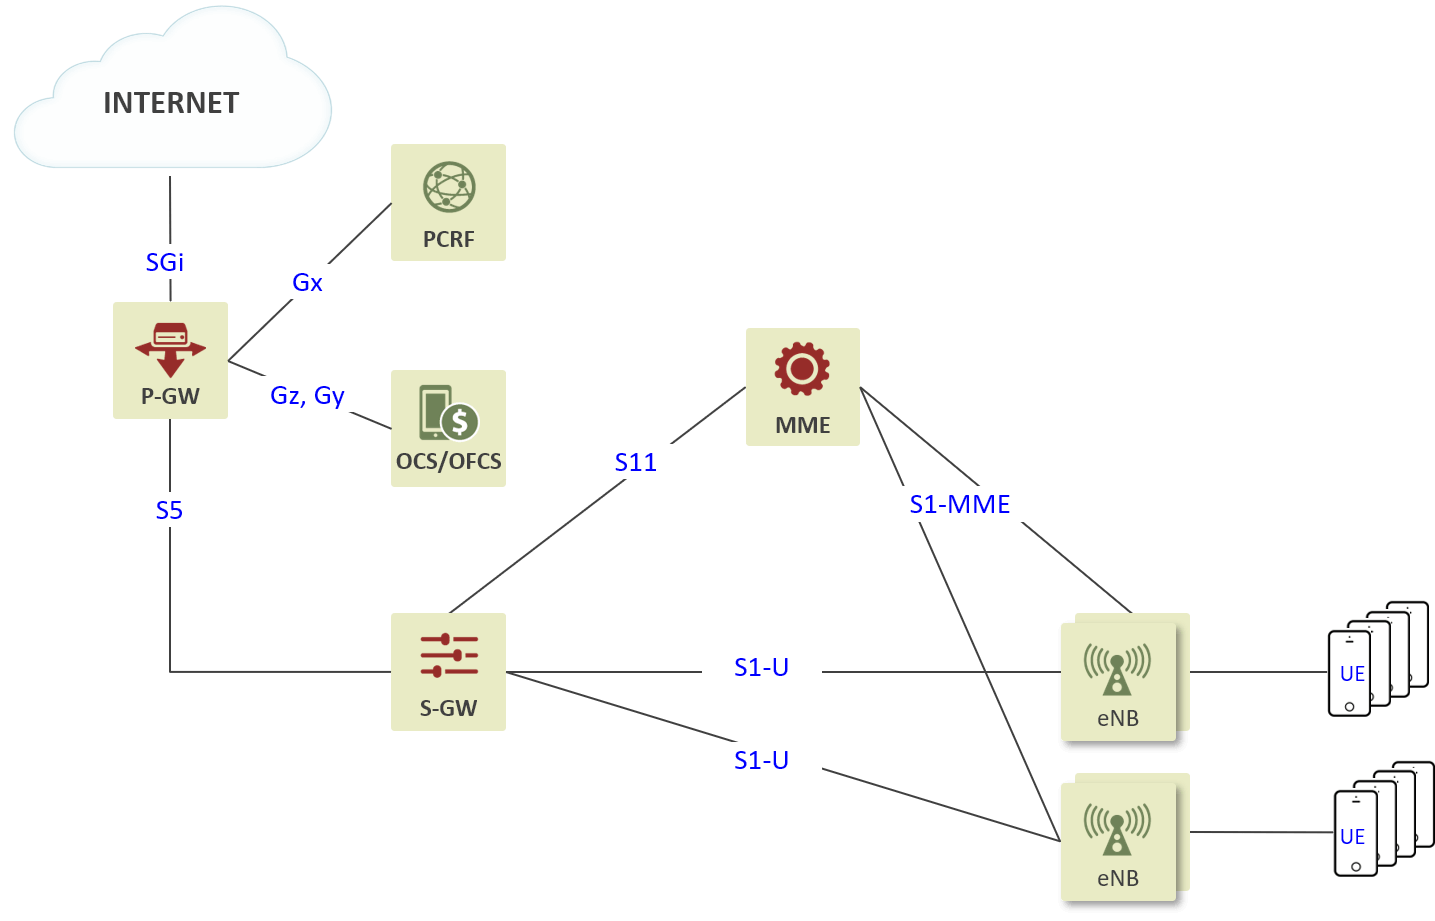 INTERNET
PCRF
SGi
Gx
P-GW
Gz, Gy
OCS/OFCS
MME
S11
S5
S1-MME
S-GW
S1-U
eNB
UE
S1-U
eNB
UE